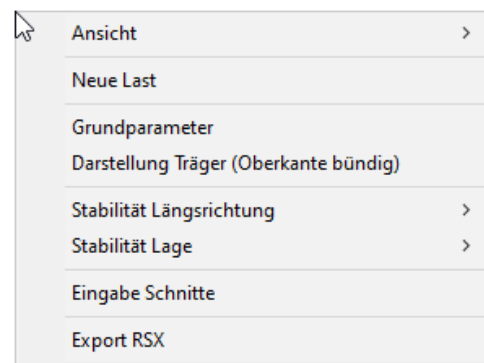 Ansicht
Neue Last
Grundparameter
Darstellung Träger (Oberkante bündig)
Stabilität Längsrichtung
Stabilität Lage
Eingabe Schnitte
Export RSX